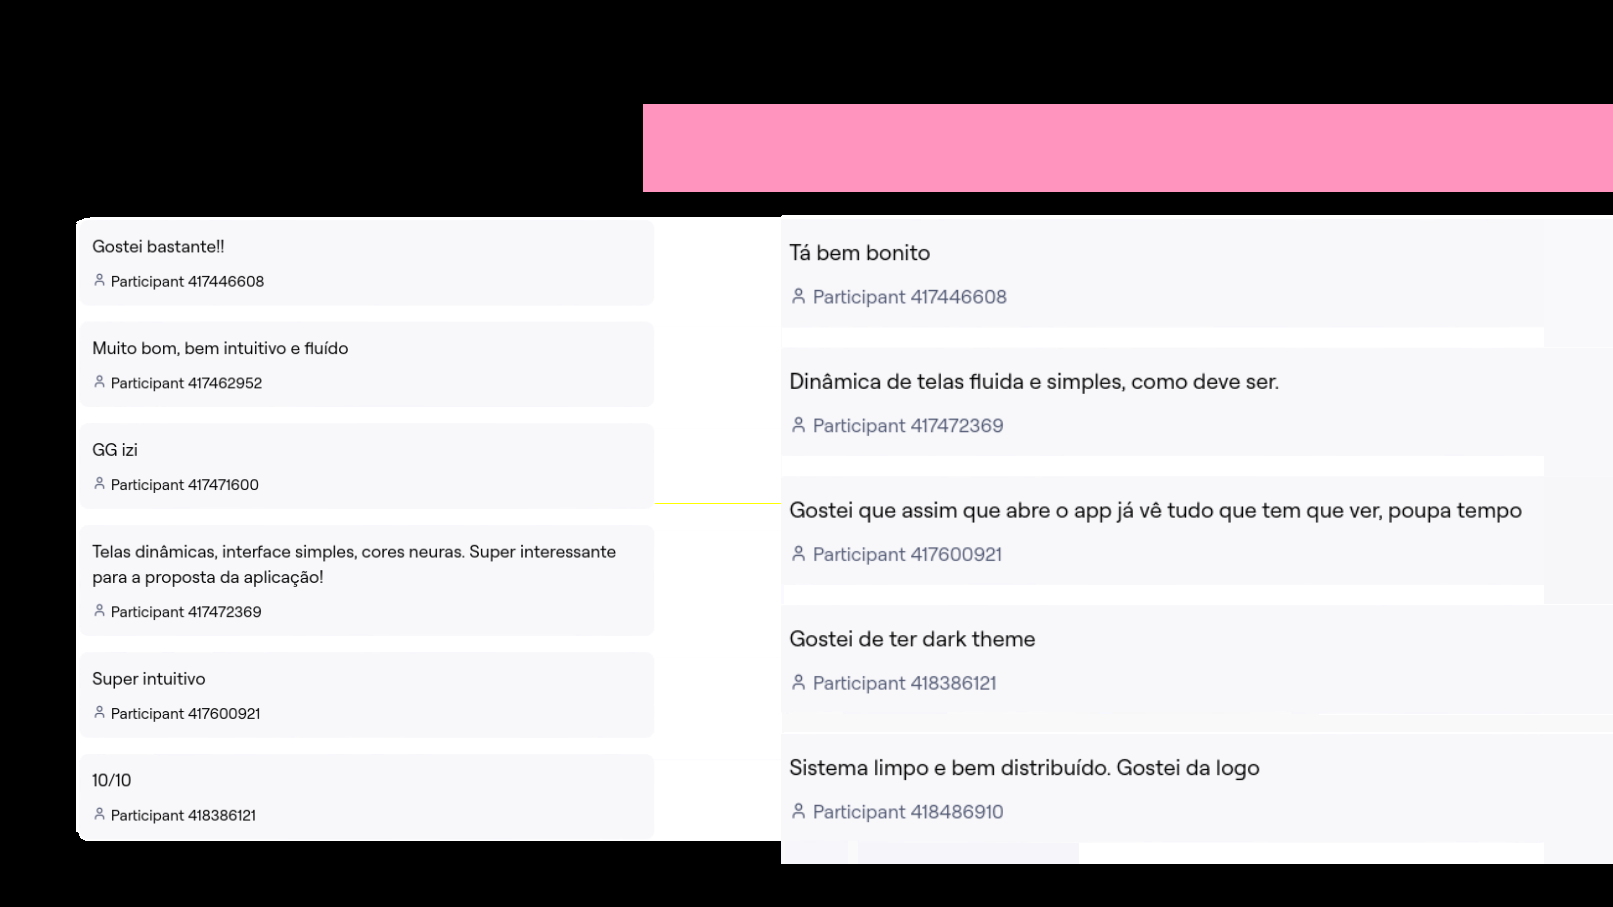 Gostei bastante!!
Participant 417446608
Muito bom, bem intuitivo e fluído
Participant 417462952
GG izi
Participant 417471600
Telas dinâmicas, interface simples, cores neuras. Super interessante
para a proposta da aplicação!
Participant 417472369
Super intuitivo
Participant 417600921
10/10
Participant 418386121
Tá bem bonito
Participant 417446608
Dinâmica de telas fluida e simples, como deve ser.
Participant 417472369
Gostei que assim que abre o app já vê tudo que tem que ver, poupa tempo
Participant 417600921
Gostei de ter dark theme
Participant 418386121
Sistema limpo e bem distribuído. Gostei da logo
Participant 418486910